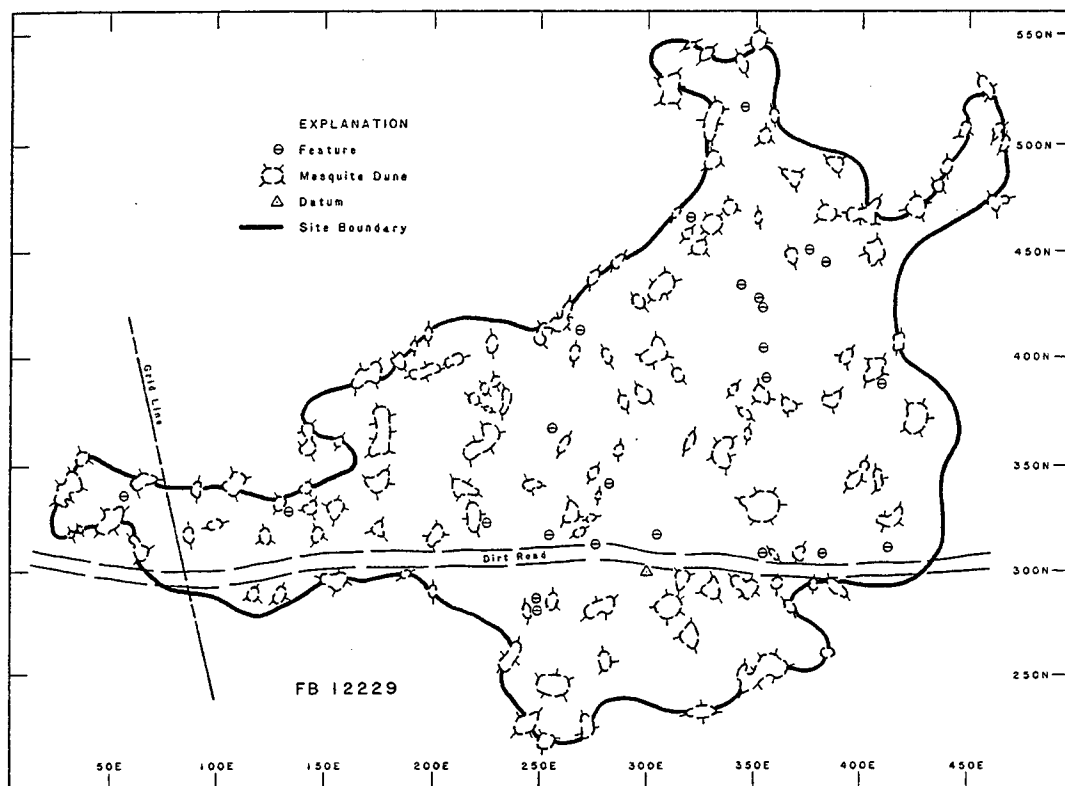 EXPLANATION
Feature
Mesquite Dune
Datum
Site Boundary
550N
500N
450N
400N
350N
300N
250N
Grid Line
Dirt Road
FB 12229
50E
100E
150E
200E
250E
300E
350E
400E
450E